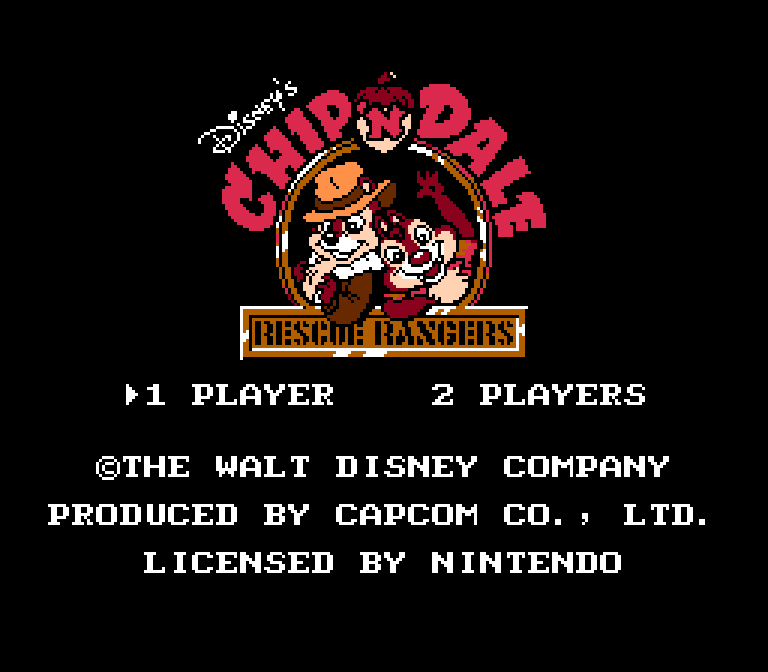 Disney's
CHIP 'N DALE
RESCUE RANGERS
1 PLAYER 2 PLAYERS
©THE WALT DISNEY COMPANY
PRODUCED BY CAPCOM CO., LTD.
LICENSED BY NINTENDO